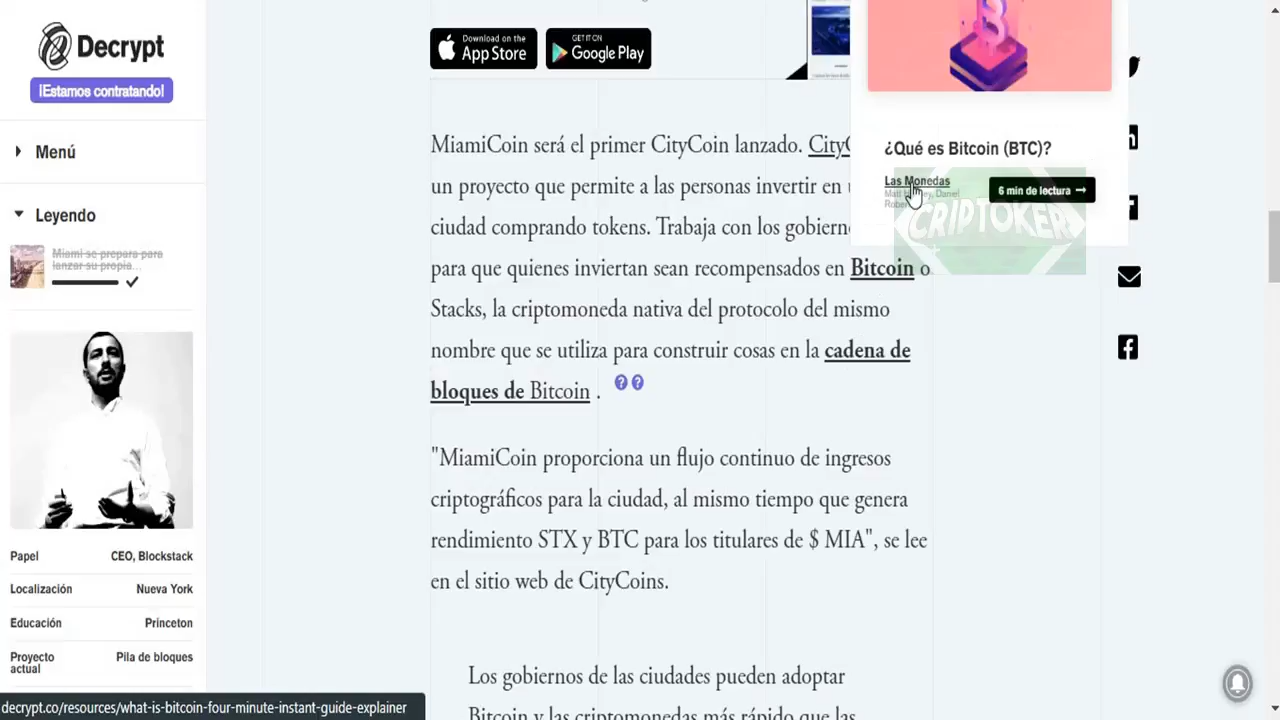 Decrypt
¡Estamos contratando!
Menú
Leyendo
Miami se prepara para
lanzar su propia...
Papel CEO, Blockstack
Localización Nueva York
Educación Princeton
Proyecto
actual
Pila de bloques
decrypt.co/resources/what-is-bitcoin-four-minute-instant-guide-explainer
Download on the
App Store
GET IT ON
Google Play
MiamiCoin será el primer CityCoin lanzado.
un proyecto que permite a las personas invertir en
ciudad comprando tokens. Trabaja con los
para que quienes inviertan sean recompensados en Bitcoin o
Stacks, la criptomoneda nativa del protocolo del mismo
nombre que se utiliza para construir cosas en la cadena de
bloques de Bitcoin .
??
"MiamiCoin proporciona un flujo continuo de ingresos
criptográficos para la ciudad, al mismo tiempo que genera
rendimiento STX y BTC para los titulares de $ MIA", se lee
en el sitio web de CityCoins.
Los gobiernos de las ciudades pueden adoptar
Bitcoin y las criptomonedas más rápido que las
¿Qué es Bitcoin (BTC)?
Las Monedas
6 min de lectura →
CRIPTOKER